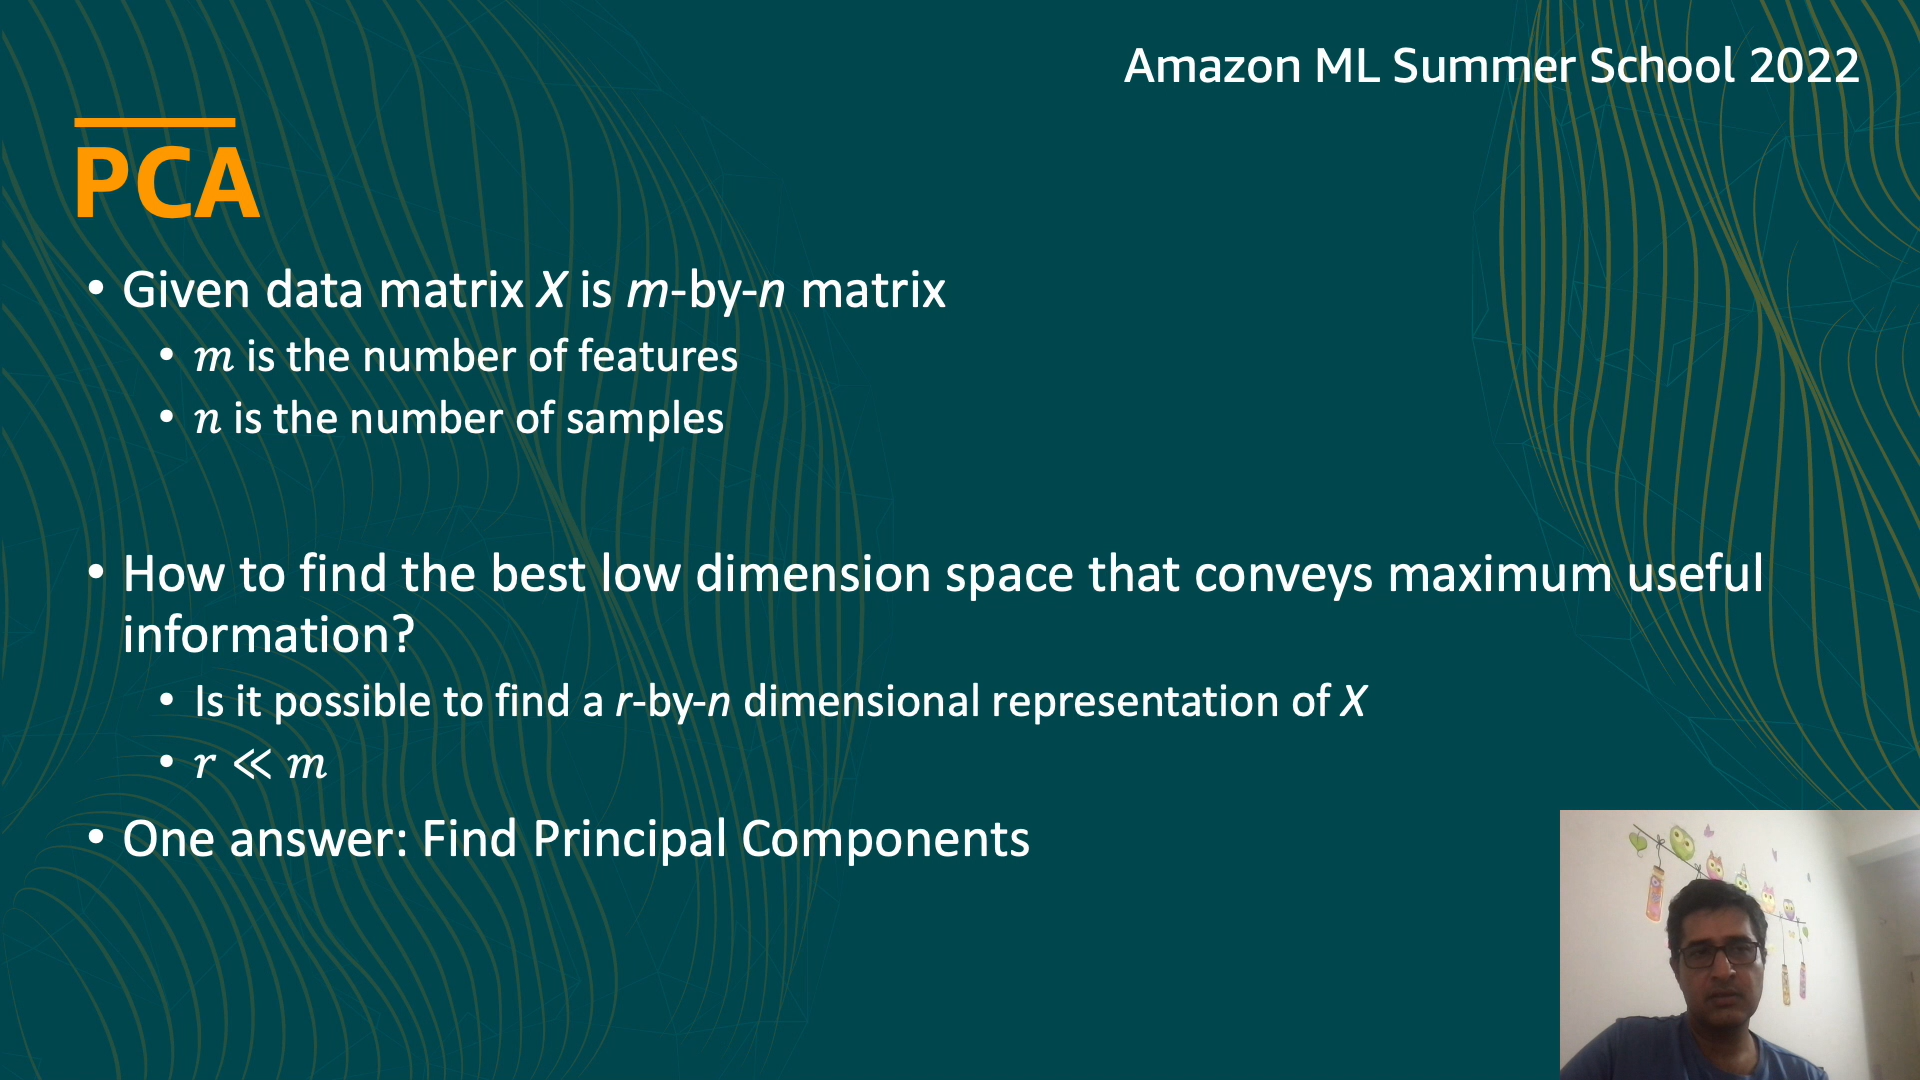 Amazon ML Summer School 2022
PCA
• Given data matrix X is m-by-n matrix
• m is the number of features
• n is the number of samples
• How to find the best low dimension space that conveys maximum useful
information?
• Is it possible to find a r-by-n dimensional representation of X
• r ≪ m
• One answer: Find Principal Components